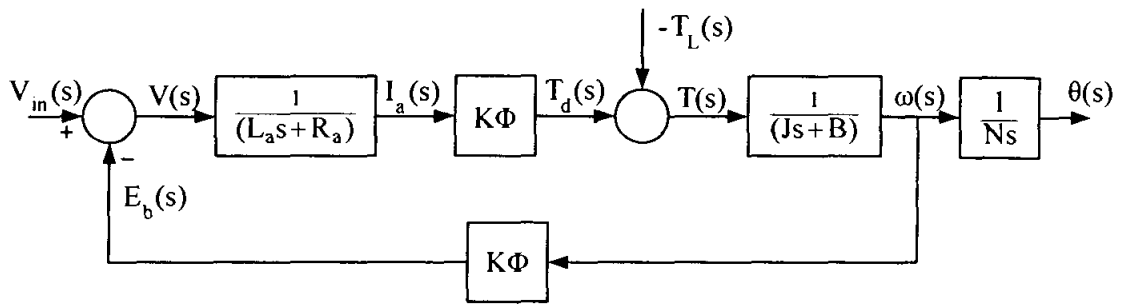 -T_L(s)
V_in(s)
+
−
V(s)
1
(L_a s+R_a)
I_a(s)
KΦ
T_d(s)
T(s)
1
(Js+B)
ω(s)
1
Ns
θ(s)
E_b(s)
KΦ